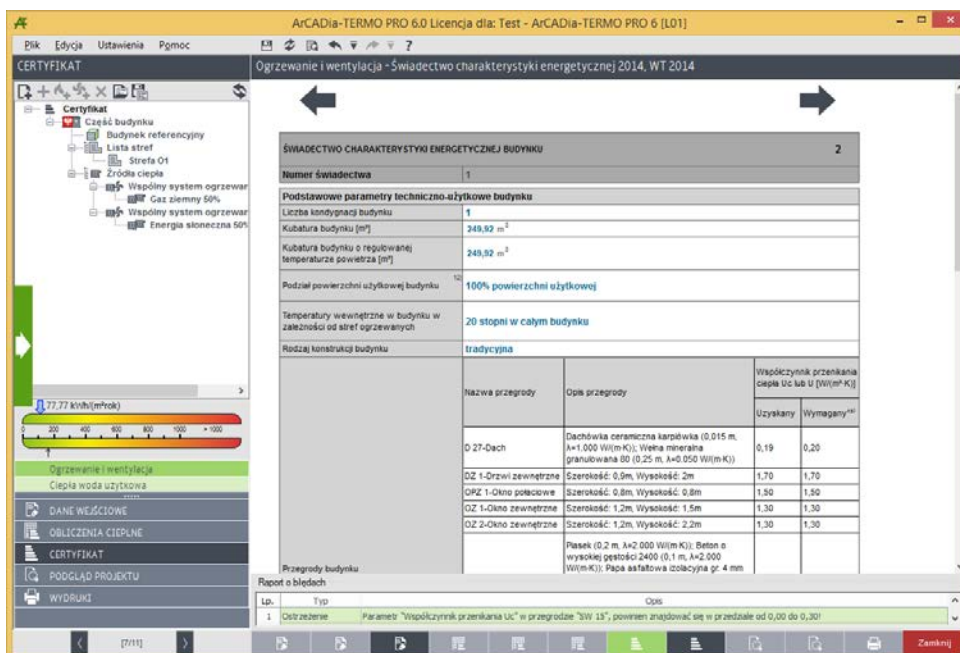 ArCADia-TERMO PRO 6.0 Licencja dla: Test - ArCADia-TERMO PRO 6 [L01]
Plik Edycja Ustawienia Pomoc
CERTYFIKAT
Ogrzewanie i wentylacja - Świadectwo charakterystyki energetycznej 2014, WT 2014
Certyfikat
Część budynku
Budynek referencyjny
Lista stref
Strefa O1
Źródła ciepła
Wspólny system ogrzewar
Gaz ziemny 50%
Wspólny system ogrzewar
Energia słoneczna 50%
77,77 kWh/(m²rok)
0 200 400 600 800 1000 > 1000
Ogrzewanie i wentylacja
Ciepła woda użytkowa
DANE WEJŚCIOWE
OBLICZENIA CIEPLNE
CERTYFIKAT
PODGLĄD PROJEKTU
WYDRUKI
[7/11]
ŚWIADECTWO CHARAKTERYSTYKI ENERGETYCZNEJ BUDYNKU 2
Numer świadectwa 1
Podstawowe parametry techniczno-użytkowe budynku
Liczba kondygnacji budynku 1
Kubatura budynku [m³] 249,92 m³
Kubatura budynku o regulowanej
temperaturze powietrza [m³] 249,92 m³
Podział powierzchni użytkowej budynku 12) 100% powierzchni użytkowej
Temperatury wewnętrzne w budynku w
zależności od stref ogrzewanych 20 stopni w całym budynku
Rodzaj konstrukcji budynku tradycyjna
Przegrody budynku
Nazwa przegrody Opis przegrody
Współczynnik przenikania
ciepła Uc lub U [W/(m²·K)]
Uzyskany Wymagany
D 27-Dach
Dachówka ceramiczna karpiówka (0,015 m,
λ=1.000 W/(m·K)); Wełna mineralna
granulowana 80 (0,25 m, λ=0.050 W/(m·K))
0,19 0,20
DZ 1-Drzwi zewnętrzne Szerokość: 0,9m, Wysokość: 2m 1,70 1,70
OPZ 1-Okno połaciowe Szerokość: 0,8m, Wysokość: 0,8m 1,50 1,50
OZ 1-Okno zewnętrzne Szerokość: 1,2m, Wysokość: 1,5m 1,30 1,30
OZ 2-Okno zewnętrzne Szerokość: 1,2m, Wysokość: 2,2m 1,30 1,30
Piasek (0,2 m, λ=2.000 W/(m·K)); Beton o
wysokiej gęstości 2400 (0,1 m, λ=2.000
W/(m·K)); Papa asfaltowa izolacyjna gr. 4 mm
Raport o błędach
Lp. Typ Opis
1 Ostrzeżenie Parametr "Współczynnik przenikania Uc" w przegrodzie "SW 15", powinien znajdować się w przedziale od 0,00 do 0,30!
Zamknij